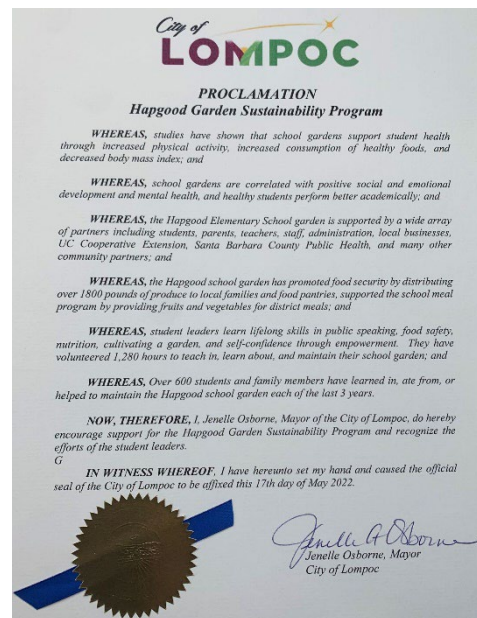 City of
LOMPOC
PROCLAMATION
Hapgood Garden Sustainability Program
WHEREAS, studies have shown that school gardens support student health
through increased physical activity, increased consumption of healthy foods, and
decreased body mass index; and
WHEREAS, school gardens are correlated with positive social and emotional
development and mental health, and healthy students perform better academically; and
WHEREAS, the Hapgood Elementary School garden is supported by a wide array
of partners including students, parents, teachers, staff, administration, local businesses,
UC Cooperative Extension, Santa Barbara County Public Health, and many other
community partners; and
WHEREAS, the Hapgood school garden has promoted food security by distributing
over 1800 pounds of produce to local families and food pantries, supported the school meal
program by providing fruits and vegetables for district meals; and
WHEREAS, student leaders learn lifelong skills in public speaking, food safety,
nutrition, cultivating a garden, and self-confidence through empowerment. They have
volunteered 1,280 hours to teach in, learn about, and maintain their school garden; and
WHEREAS, Over 600 students and family members have learned in, ate from, or
helped to maintain the Hapgood school garden each of the last 3 years.
NOW, THEREFORE, I, Jenelle Osborne, Mayor of the City of Lompoc, do hereby
encourage support for the Hapgood Garden Sustainability Program and recognize the
efforts of the student leaders.
G
IN WITNESS WHEREOF, I have hereunto set my hand and caused the official
seal of the City of Lompoc to be affixed this 17th day of May 2022.
Jenelle A Osborne
Jenelle Osborne, Mayor
City of Lompoc